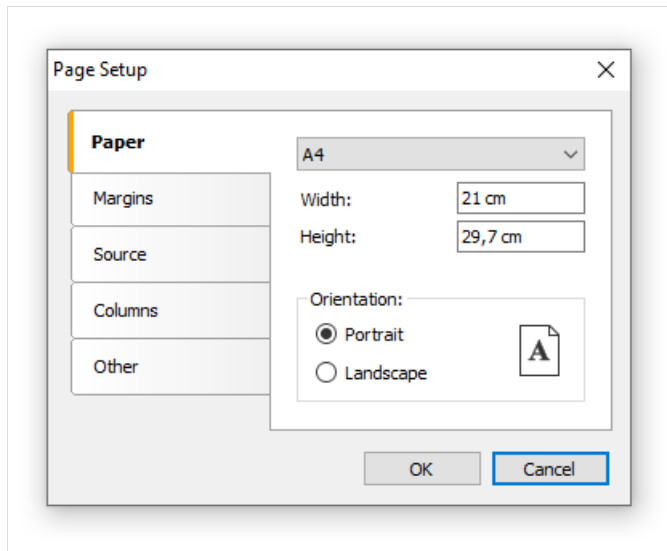 Page Setup
Paper
Margins
Source
Columns
Other
A4
Width: 21 cm
Height: 29,7 cm
Orientation:
Portrait
Landscape
A
OK Cancel